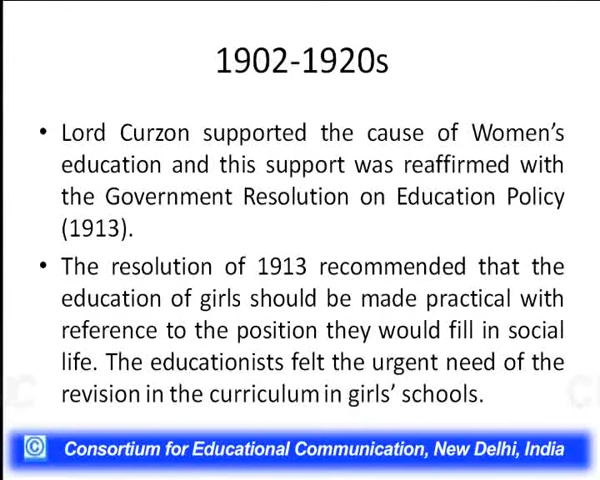 1902-1920s
• Lord Curzon supported the cause of Women's
education and this support was reaffirmed with
the Government Resolution on Education Policy
(1913).
• The resolution of 1913 recommended that the
education of girls should be made practical with
reference to the position they would fill in social
life. The educationists felt the urgent need of the
revision in the curriculum in girls' schools.
© Consortium for Educational Communication, New Delhi, India